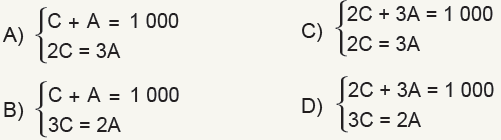 A) { C + A = 1 000
2C = 3A
B) { C + A = 1 000
3C = 2A
C) { 2C + 3A = 1 000
2C = 3A
D) { 2C + 3A = 1 000
3C = 2A